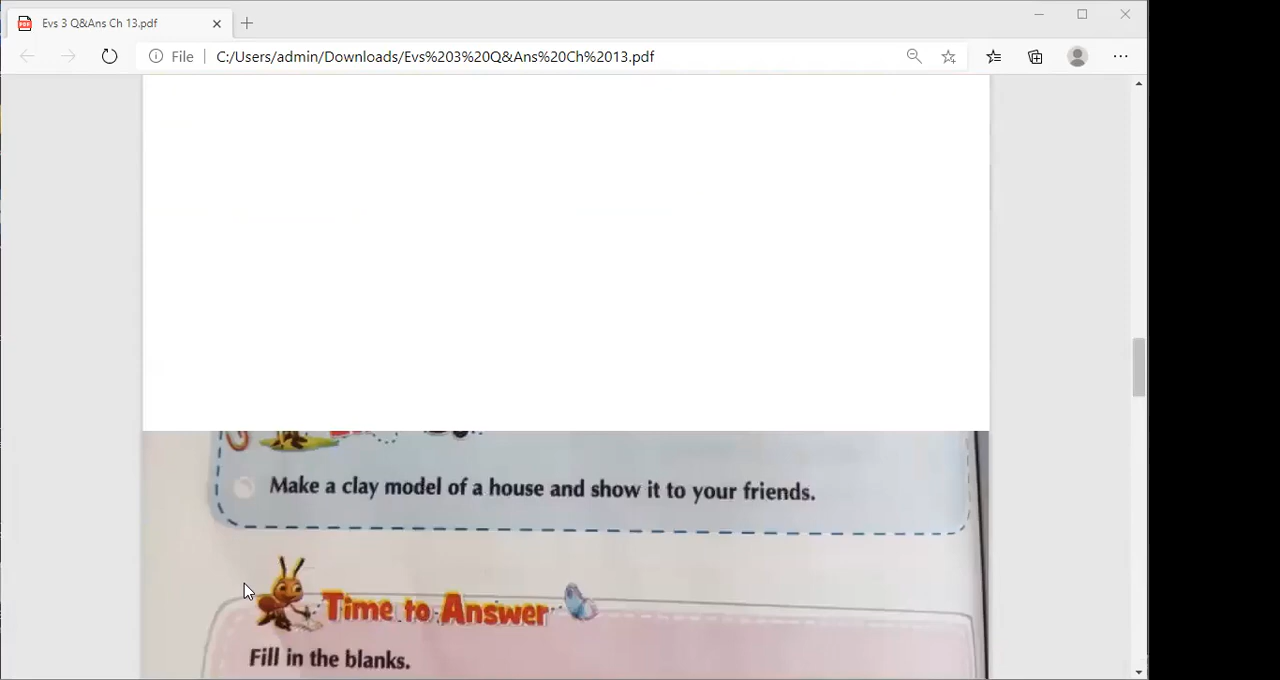 Evs 3 Q&Ans Ch 13.pdf
File
C:/Users/admin/Downloads/Evs%203%20Q&Ans%20Ch%2013.pdf
Make a clay model of a house and show it to your friends.
Time to Answer
Fill in the blanks.